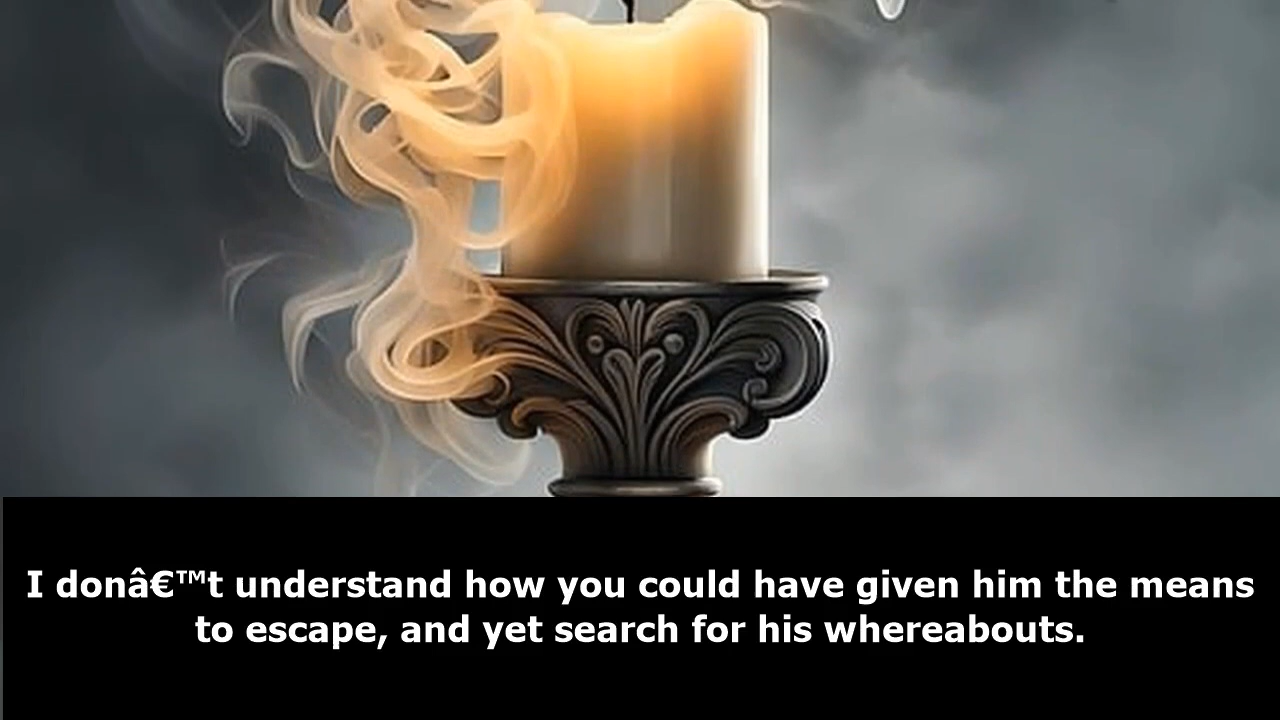 I donâ€™t understand how you could have given him the means
to escape, and yet search for his whereabouts.